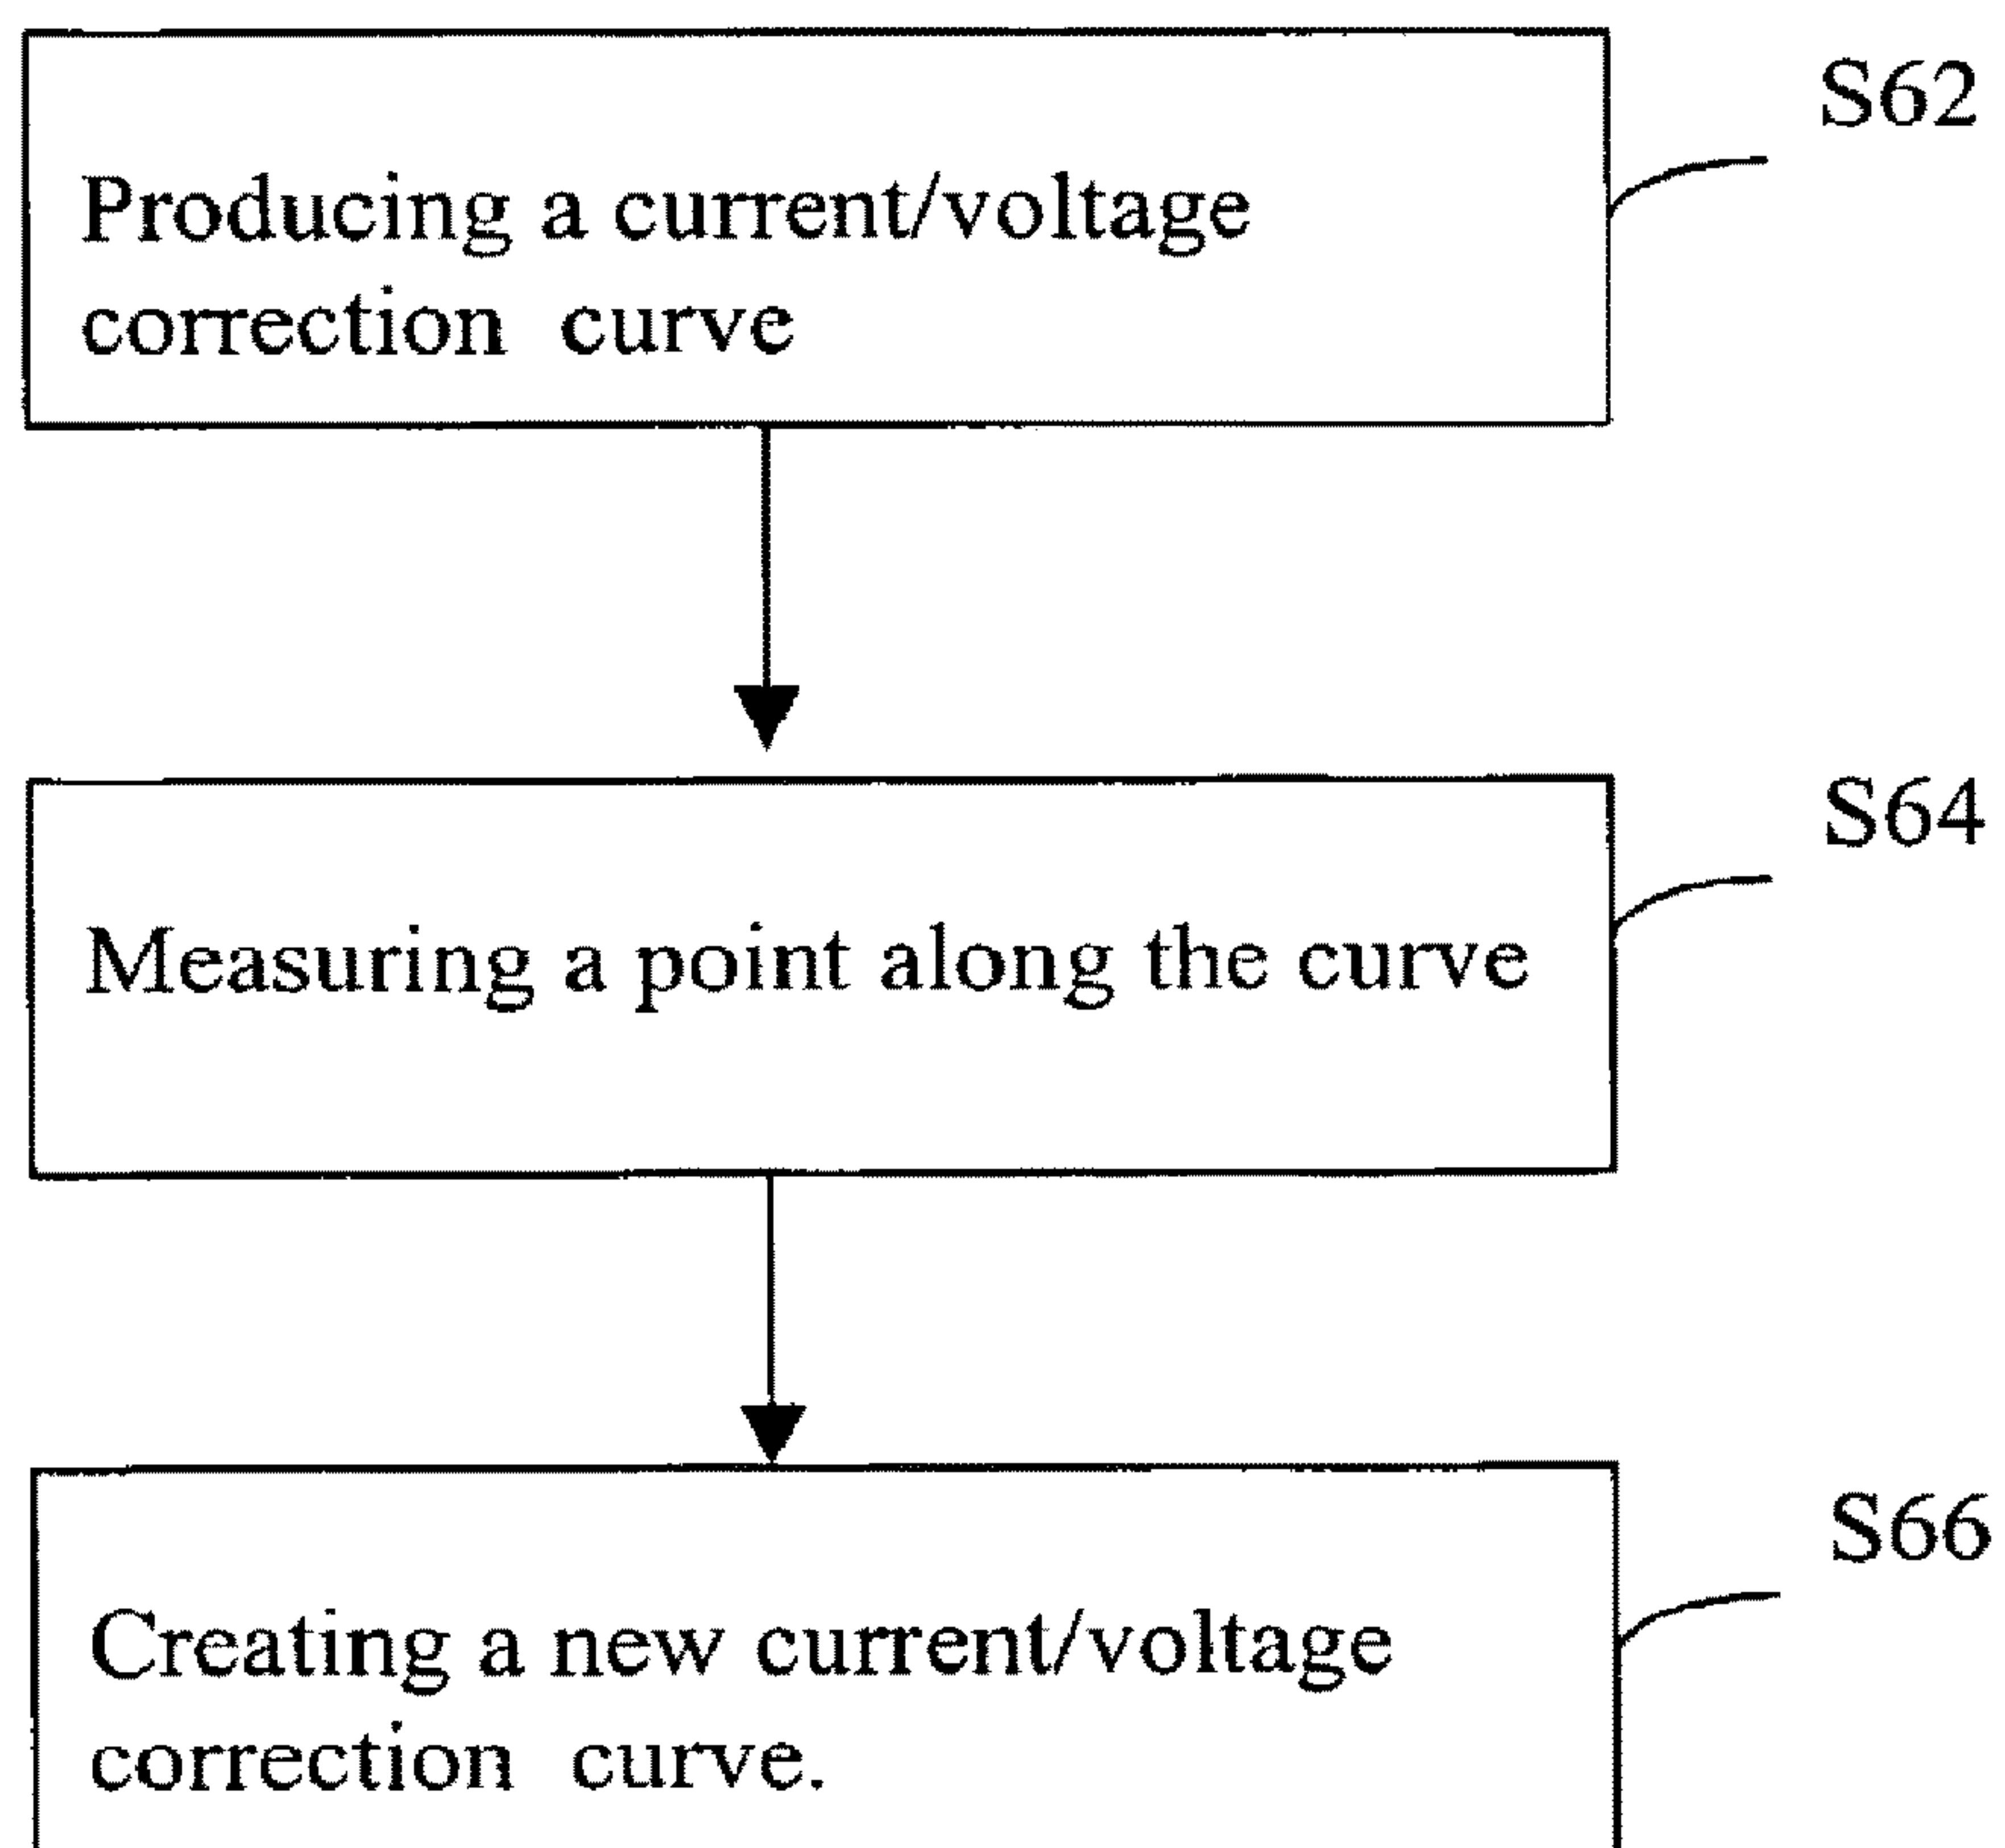 S62
Producing a current/voltage
correction curve
S64
Measuring a point along the curve
S66
Creating a new current/voltage
correction curve.